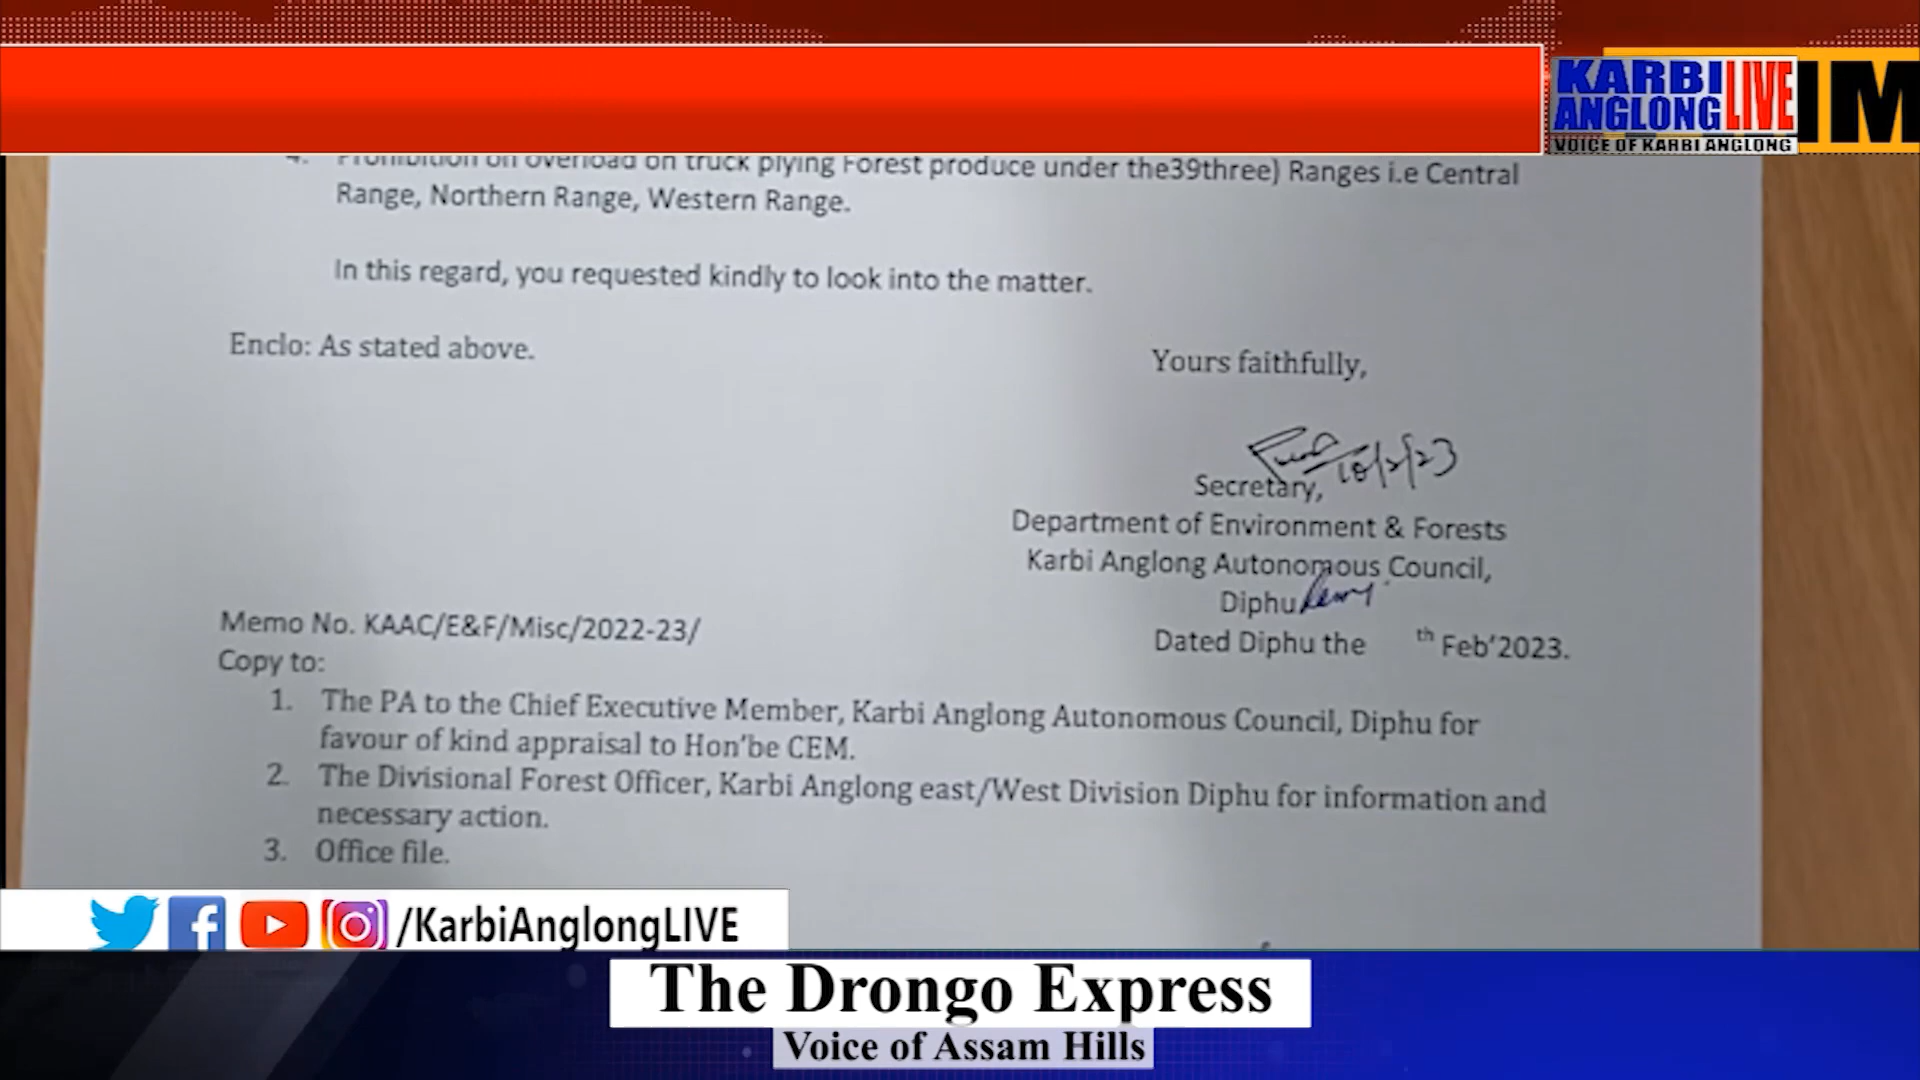 KARBI
ANGLONG LIVE
VOICE OF KARBI ANGLONG
IM
4. Prohibition on overload on truck plying Forest produce under the39three) Ranges i.e Central
Range, Northern Range, Western Range.
In this regard, you requested kindly to look into the matter.
Enclo: As stated above.
Yours faithfully,
Secretary,
Department of Environment & Forests
Karbi Anglong Autonomous Council,
Diphu
Memo No. KAAC/E&F/Misc/2022-23/
Dated Diphu the th Feb'2023.
Copy to:
1. The PA to the Chief Executive Member, Karbi Anglong Autonomous Council, Diphu for
favour of kind appraisal to Hon'be CEM.
2. The Divisional Forest Officer, Karbi Anglong east/West Division Diphu for information and
necessary action.
3. Office file.
/KarbiAnglongLIVE
The Drongo Express
Voice of Assam Hills